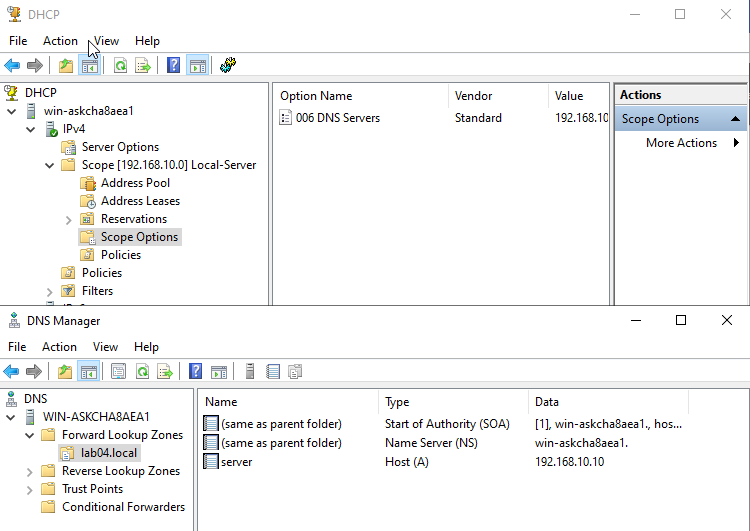 DHCP
File Action View Help
DHCP
win-askcha8aea1
IPv4
Server Options
Scope [192.168.10.0] Local-Server
Address Pool
Address Leases
Reservations
Scope Options
Policies
Policies
Filters
Option Name Vendor Value
006 DNS Servers Standard 192.168.10
Actions
Scope Options
More Actions
DNS Manager
File Action View Help
DNS
WIN-ASKCHA8AEA1
Forward Lookup Zones
lab04.local
Reverse Lookup Zones
Trust Points
Conditional Forwarders
Name Type Data
(same as parent folder) Start of Authority (SOA) [1], win-askcha8aea1., hos...
(same as parent folder) Name Server (NS) win-askcha8aea1.
server Host (A) 192.168.10.10